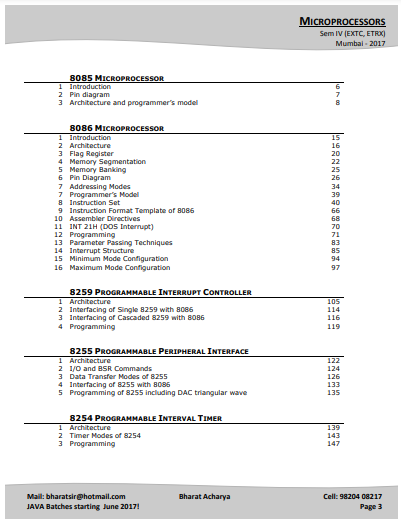 MICROPROCESSORS
Sem IV (EXTC, ETRX)
Mumbai - 2017
8085 MICROPROCESSOR
1 Introduction 6
2 Pin diagram 7
3 Architecture and programmer's model 8
8086 MICROPROCESSOR
1 Introduction 15
2 Architecture 16
3 Flag Register 20
4 Memory Segmentation 22
5 Memory Banking 25
6 Pin Diagram 26
7 Addressing Modes 34
7 Programmer's Model 39
8 Instruction Set 40
9 Instruction Format Template of 8086 66
10 Assembler Directives 68
11 INT 21H (DOS Interrupt) 70
12 Programming 71
13 Parameter Passing Techniques 83
14 Interrupt Structure 85
15 Minimum Mode Configuration 94
16 Maximum Mode Configuration 97
8259 PROGRAMMABLE INTERRUPT CONTROLLER
1 Architecture 105
2 Interfacing of Single 8259 with 8086 114
3 Interfacing of Cascaded 8259 with 8086 116
4 Programming 119
8255 PROGRAMMABLE PERIPHERAL INTERFACE
1 Architecture 122
2 I/O and BSR Commands 124
3 Data Transfer Modes of 8255 126
4 Interfacing of 8255 with 8086 133
5 Programming of 8255 including DAC triangular wave 135
8254 PROGRAMMABLE INTERVAL TIMER
1 Architecture 139
2 Timer Modes of 8254 143
3 Programming 147
Mail: bharatsir@hotmail.com Bharat Acharya Cell: 98204 08217
JAVA Batches starting June 2017! Page 3